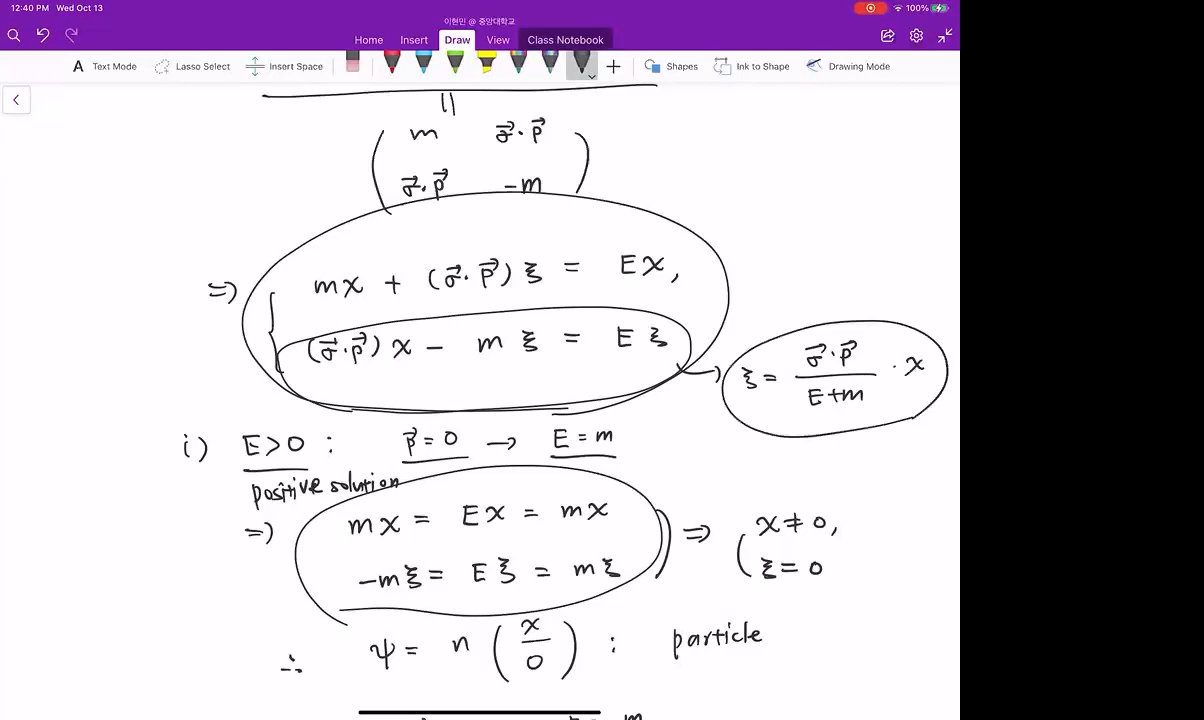 12:40 PM Wed Oct 13
100%
이현민 @ 중앙대학교
Home Insert Draw View Class Notebook
A Text Mode Lasso Select Insert Space Shapes Ink to Shape Drawing Mode
||
( m σ⃗·p⃗
σ⃗·p⃗ -m )
=> { mχ + (σ⃗·p⃗)ξ = Eχ,
(σ⃗·p⃗)χ - mξ = Eξ
→ ξ = σ⃗·p⃗ / E+m · χ
i) E>0 : p⃗=0 → E=m
positive solution
=> mχ = Eχ = mχ
-mξ = Eξ = mξ ) => ( χ≠0,
ξ=0
∴ ψ = n ( χ / 0 ) : particle